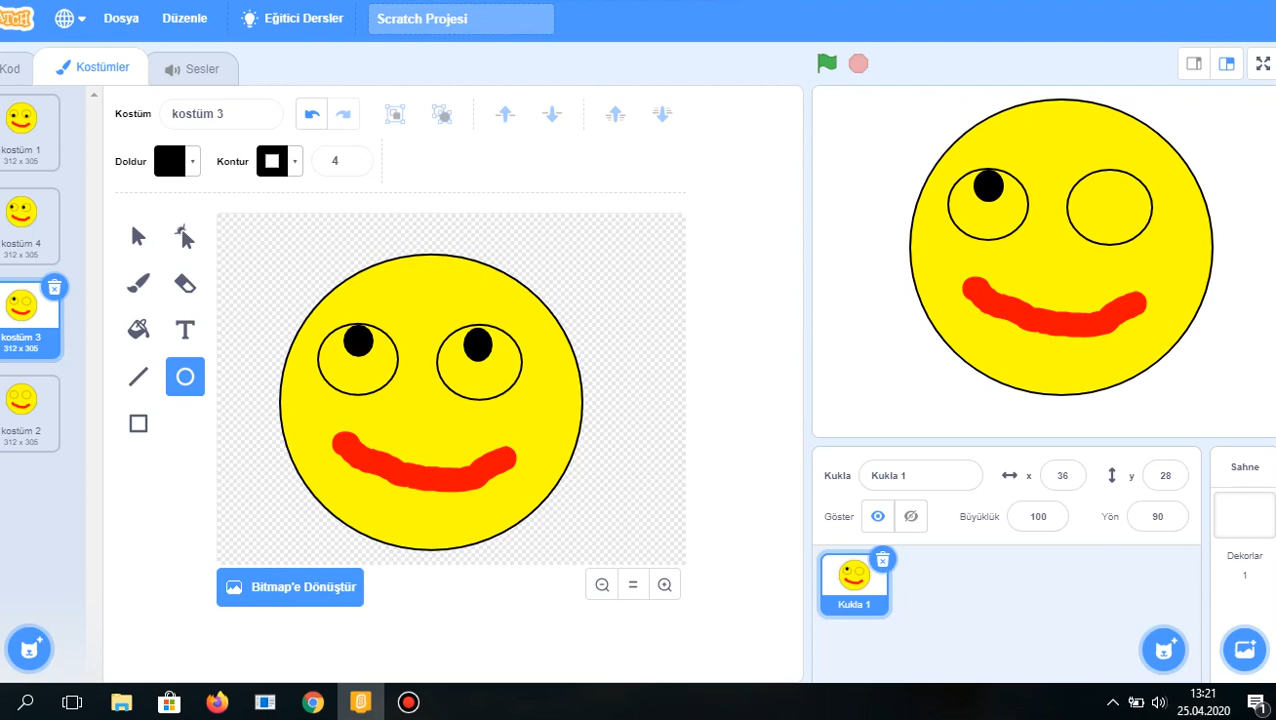 ATCH
Dosya
Düzenle
Eğitici Dersler
Scratch Projesi
Kod
Kostümler
Sesler
kostüm 1
312 x 305
kostüm 4
312 x 305
kostüm 3
312 x 305
kostüm 2
312 x 305
Kostüm
kostüm 3
Doldur
Kontur
4
Bitmap'e Dönüştür
Kukla
Kukla 1
x
36
y
28
Göster
Büyüklük
100
Yön
90
Kukla 1
Sahne
Dekorlar
1
13:21
25.04.2020
1